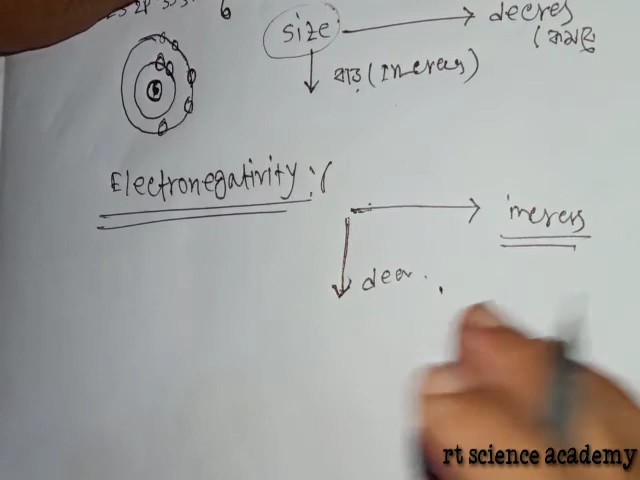 6
size → decres
(কমছে
↓ বাড়ে (Increas)
Electronegativity :(
→ increas
↓ decr.
rt science academy